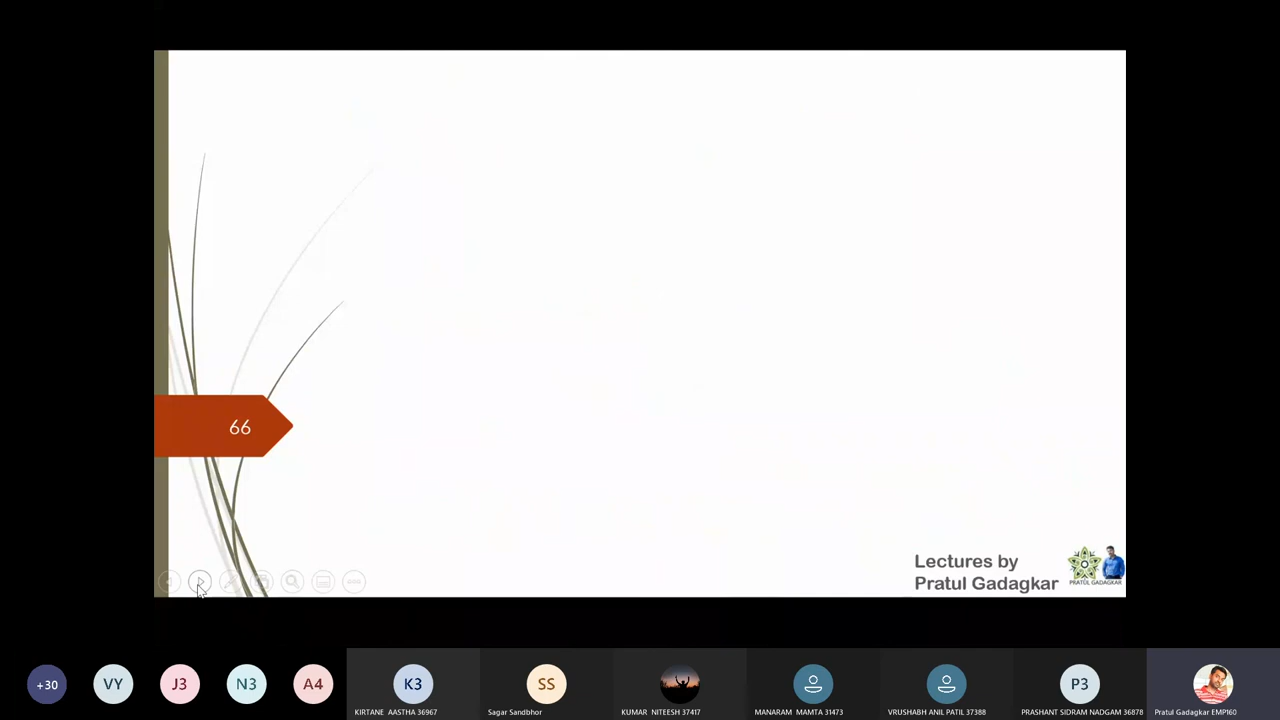 66
Lectures by
Pratul Gadagkar
PRATUL GADAGKAR
+30
VY
J3
N3
A4
K3
SS
P3
KIRTANE AASTHA 36967
Sagar Sandbhor
KUMAR NITEESH 37417
MANARAM MAMTA 31473
VRUSHABH ANIL PATIL 37388
PRASHANT SIDRAM NADGAM 36878
Pratul Gadagkar EMP160